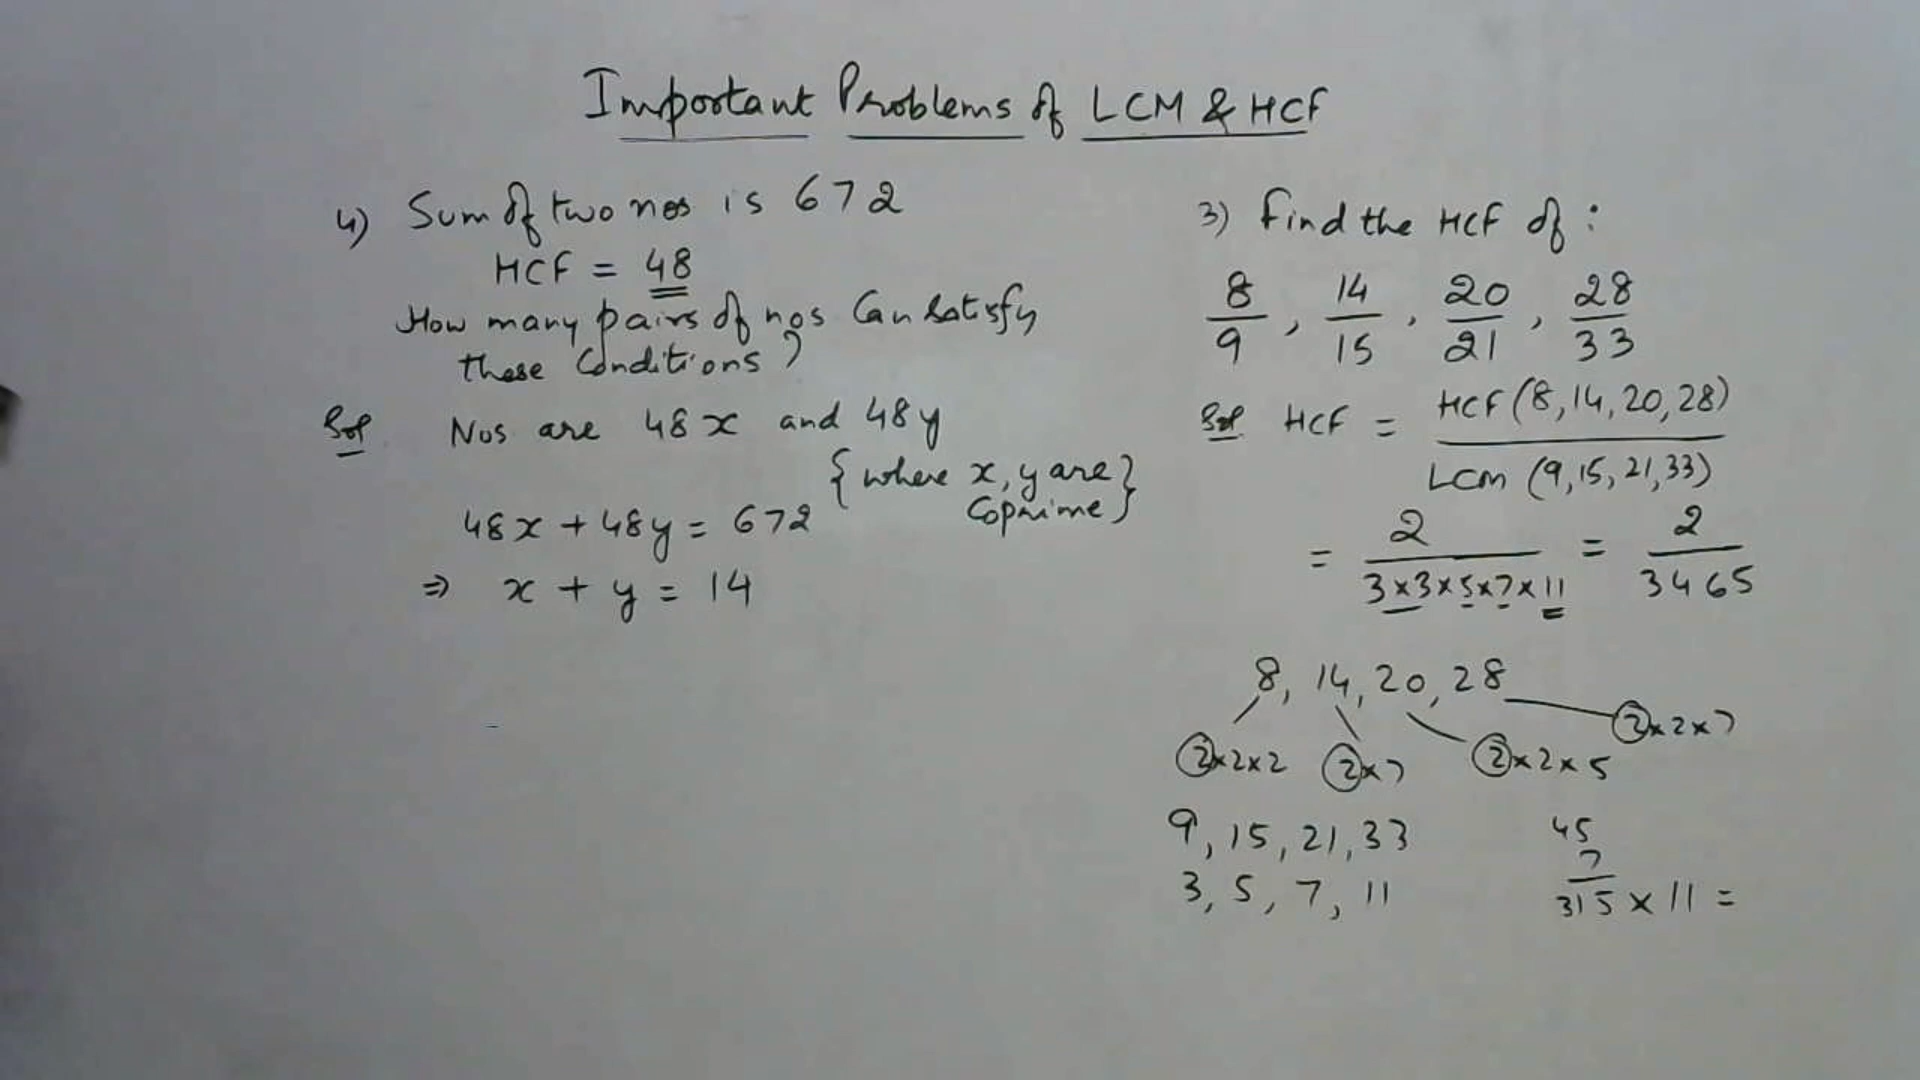 Important Problems of LCM & HCF
4) Sum of two nos is 672
HCF = 48
How many pairs of nos Can satisfy
these Conditions?
Sol Nos are 48x and 48y
{where x, y are
Coprime}
48x + 48y = 672
⇒ x + y = 14
3) Find the HCF of :
8/9, 14/15, 20/21, 28/33
Sol HCF = HCF (8, 14, 20, 28) / LCM (9, 15, 21, 33)
= 2 / 3×3×5×7×11 = 2 / 3465
8, 14, 20, 28
2×2×7
2×2×2 2×7 2×2×5
9, 15, 21, 33
3, 5, 7, 11
45
7
315 × 11 =